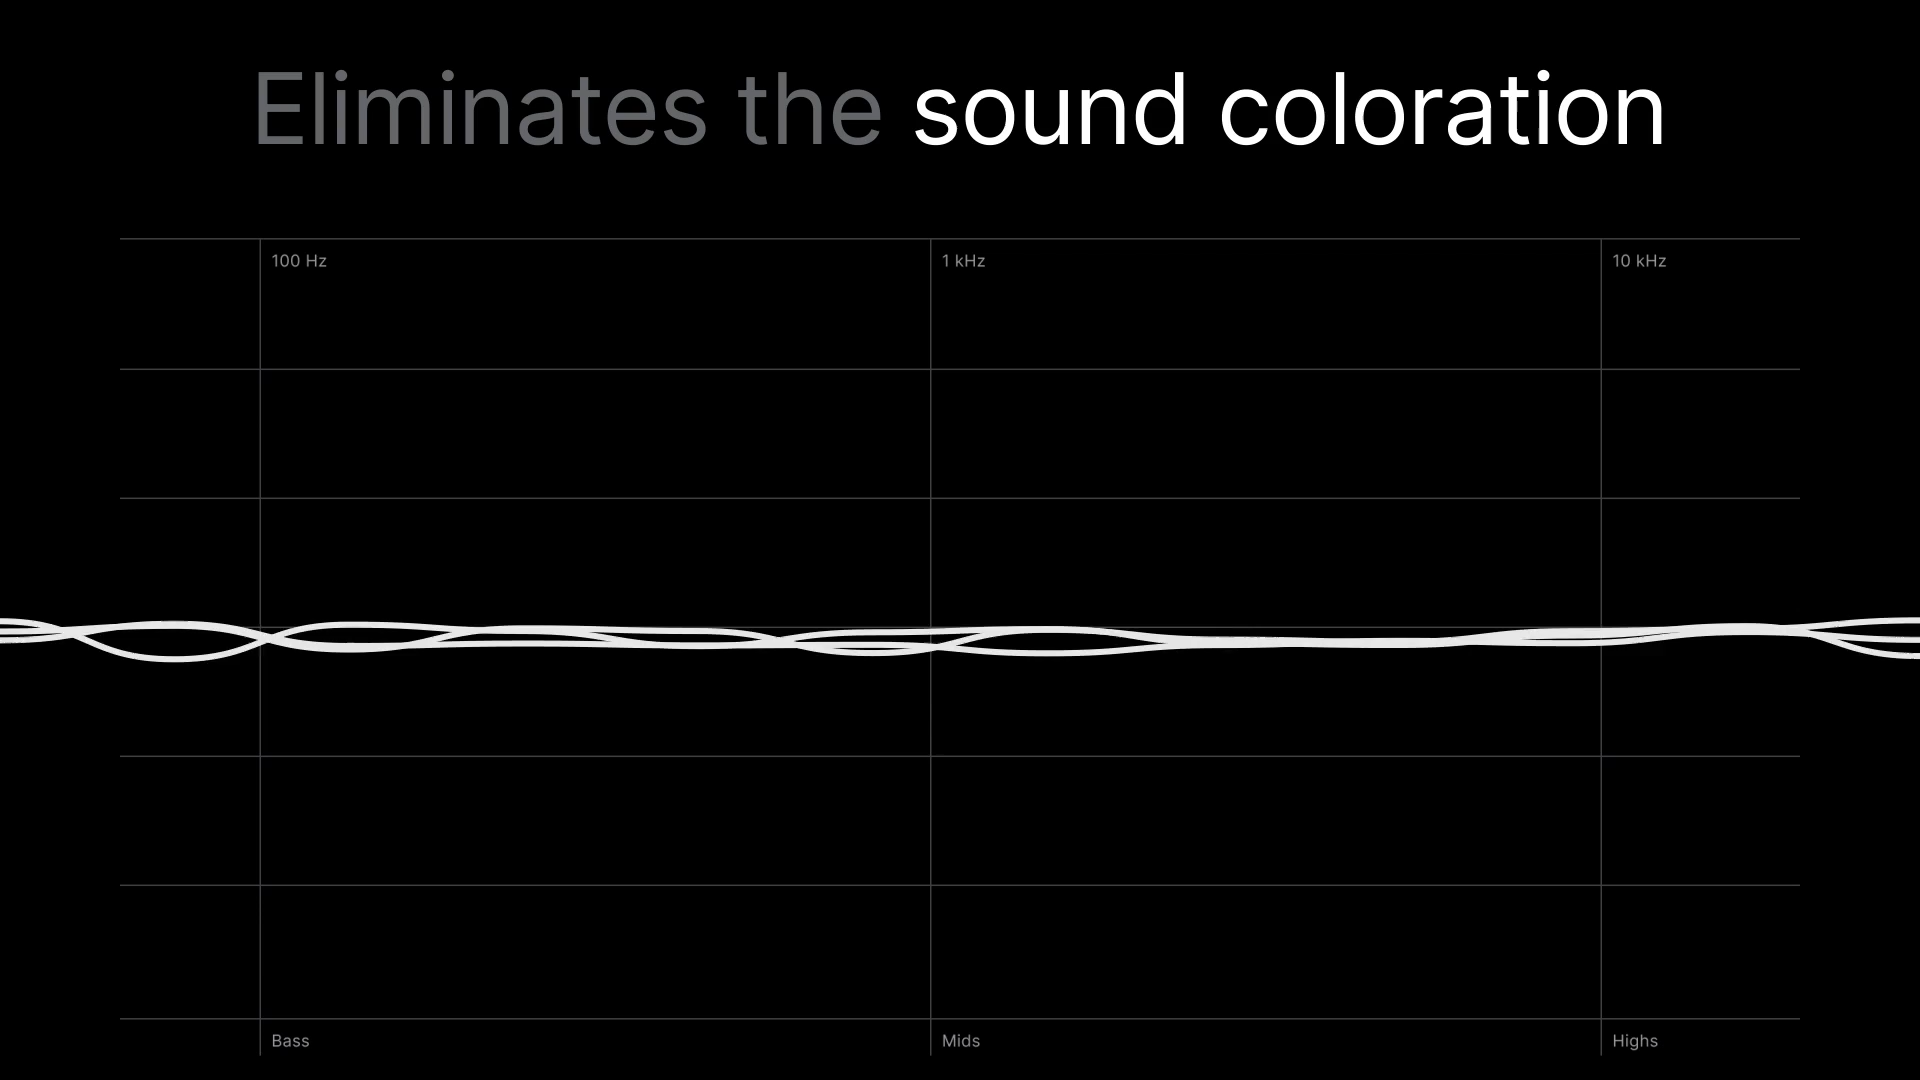 Eliminates the sound coloration
100 Hz
1 kHz
10 kHz
Bass
Mids
Highs